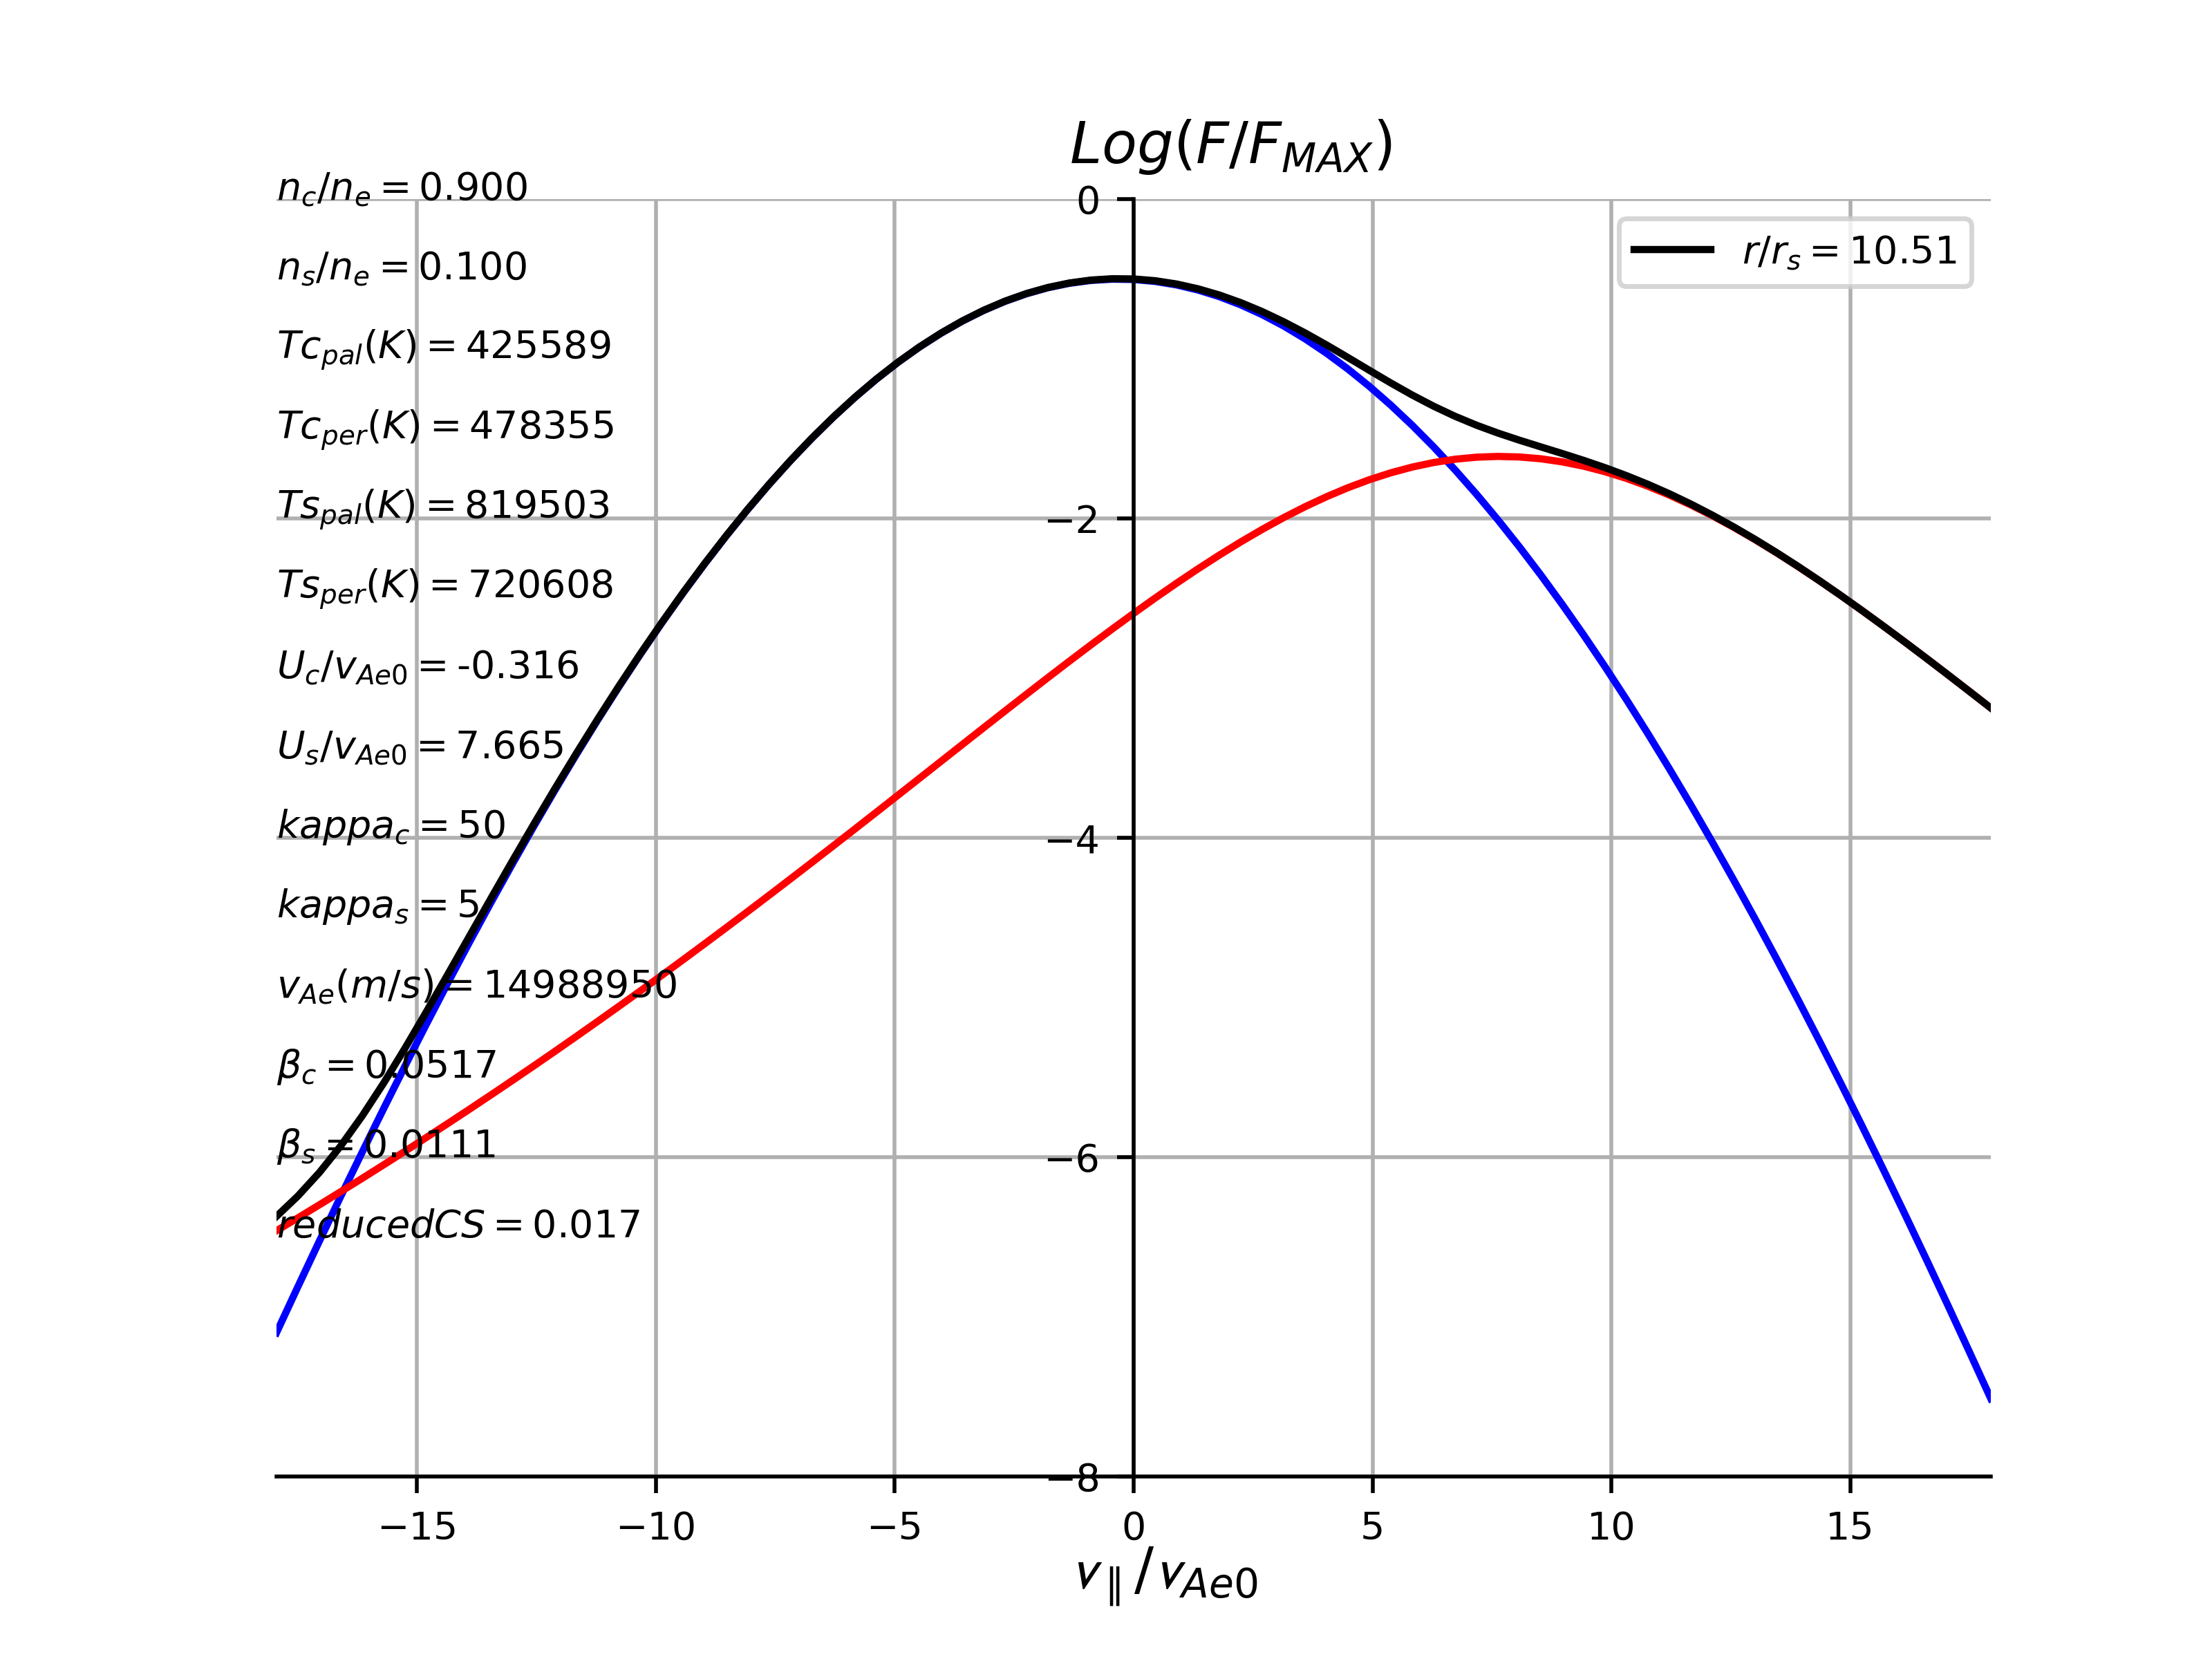 Log(F/F_MAX)
n_c/n_e = 0.900
n_s/n_e = 0.100
Tc_pal(K) = 425589
Tc_per(K) = 478355
Ts_pal(K) = 819503
Ts_per(K) = 720608
U_c/v_Ae0 = -0.316
U_s/v_Ae0 = 7.665
kappa_c = 50
kappa_s = 5
v_Ae(m/s) = 14988950
β_c = 0.0517
β_s = 0.0111
reducedCS = 0.017
r/r_s = 10.51
0
−2
−4
−6
−8
−15 −10 −5 0 5 10 15
v_∥/v_Ae0